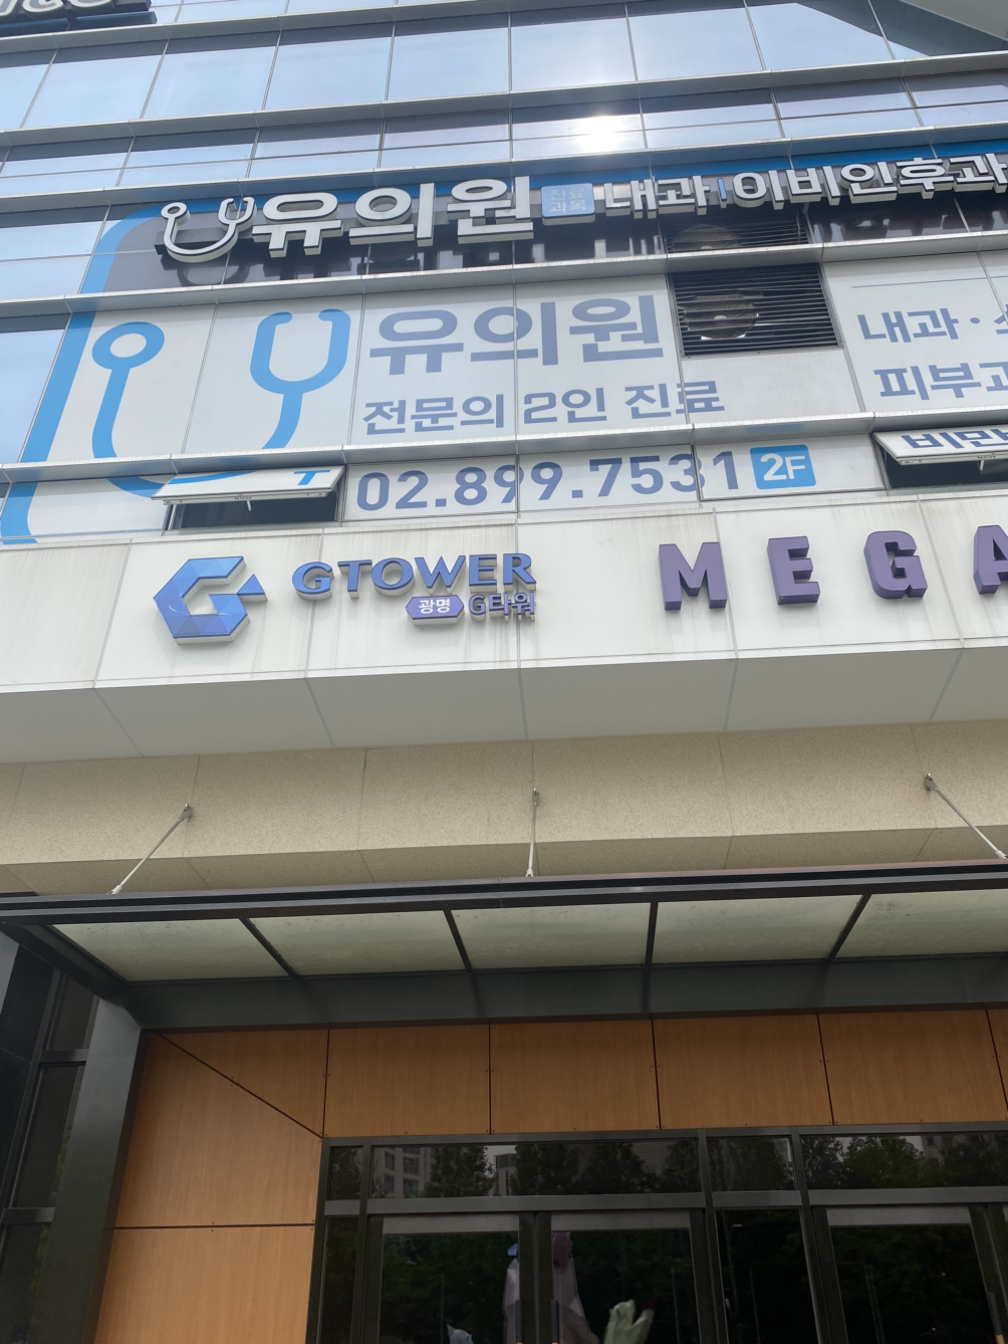 유의원 진료과목 내과 이비인후과
유의원
전문의 2인 진료
내과 ·
피부과
02.899.7531 2F
GTOWER
광명 G타워
MEGA